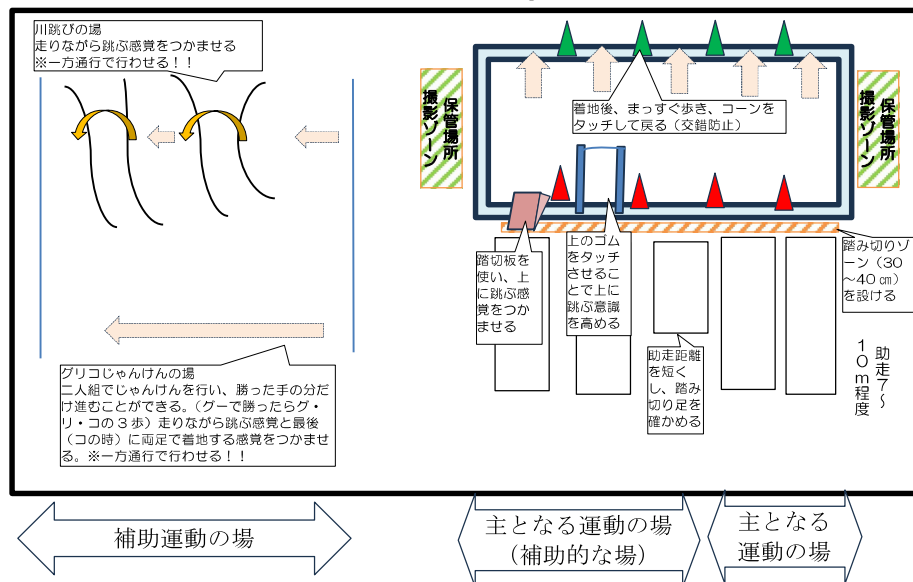 川跳びの場
走りながら跳ぶ感覚をつかませる
※一方通行で行わせる！！
グリコじゃんけんの場
二人組でじゃんけんを行い、勝った手の分だ
け進むことができる。（グーで勝ったらグ・
リ・コの３歩）走りながら跳ぶ感覚と最後
（コの時）に両足で着地する感覚をつかませ
る。※一方通行で行わせる！！
保管場所
撮影ゾーン
着地後、まっすぐ歩き、コーンを
タッチして戻る（交錯防止）
保管場所
撮影ゾーン
踏切板を
使い、上
に跳ぶ感
覚をつか
ませる
上のゴム
をタッチ
させるこ
とで上に
跳ぶ意識
を高める
助走距離
を短く
し、踏み
切り足を
確かめる
踏み切りゾ
ーン（30
～40 ㎝）
を設ける
助走７～
１０ｍ程度
補助運動の場
主となる運動の場
（補助的な場）
主となる
運動の場